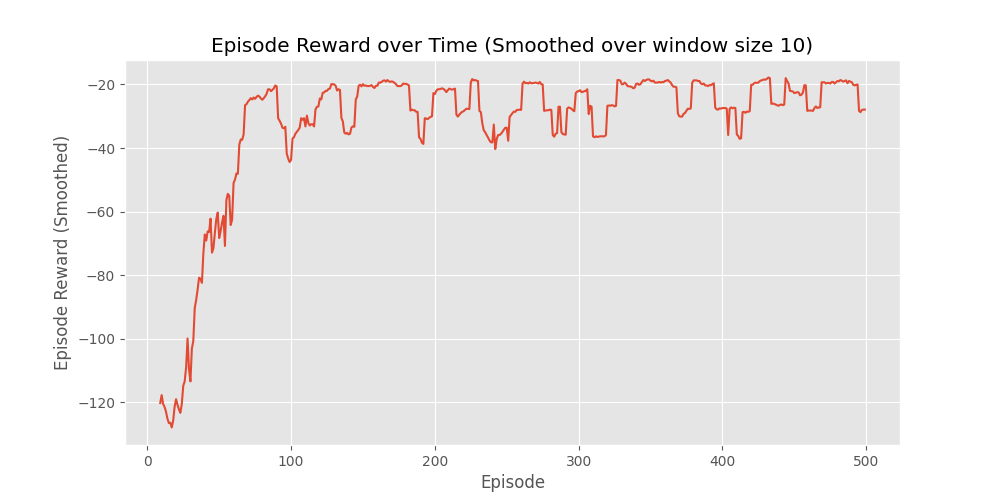 Episode Reward over Time (Smoothed over window size 10)
Episode Reward (Smoothed)
−20
−40
−60
−80
−100
−120
0 100 200 300 400 500
Episode